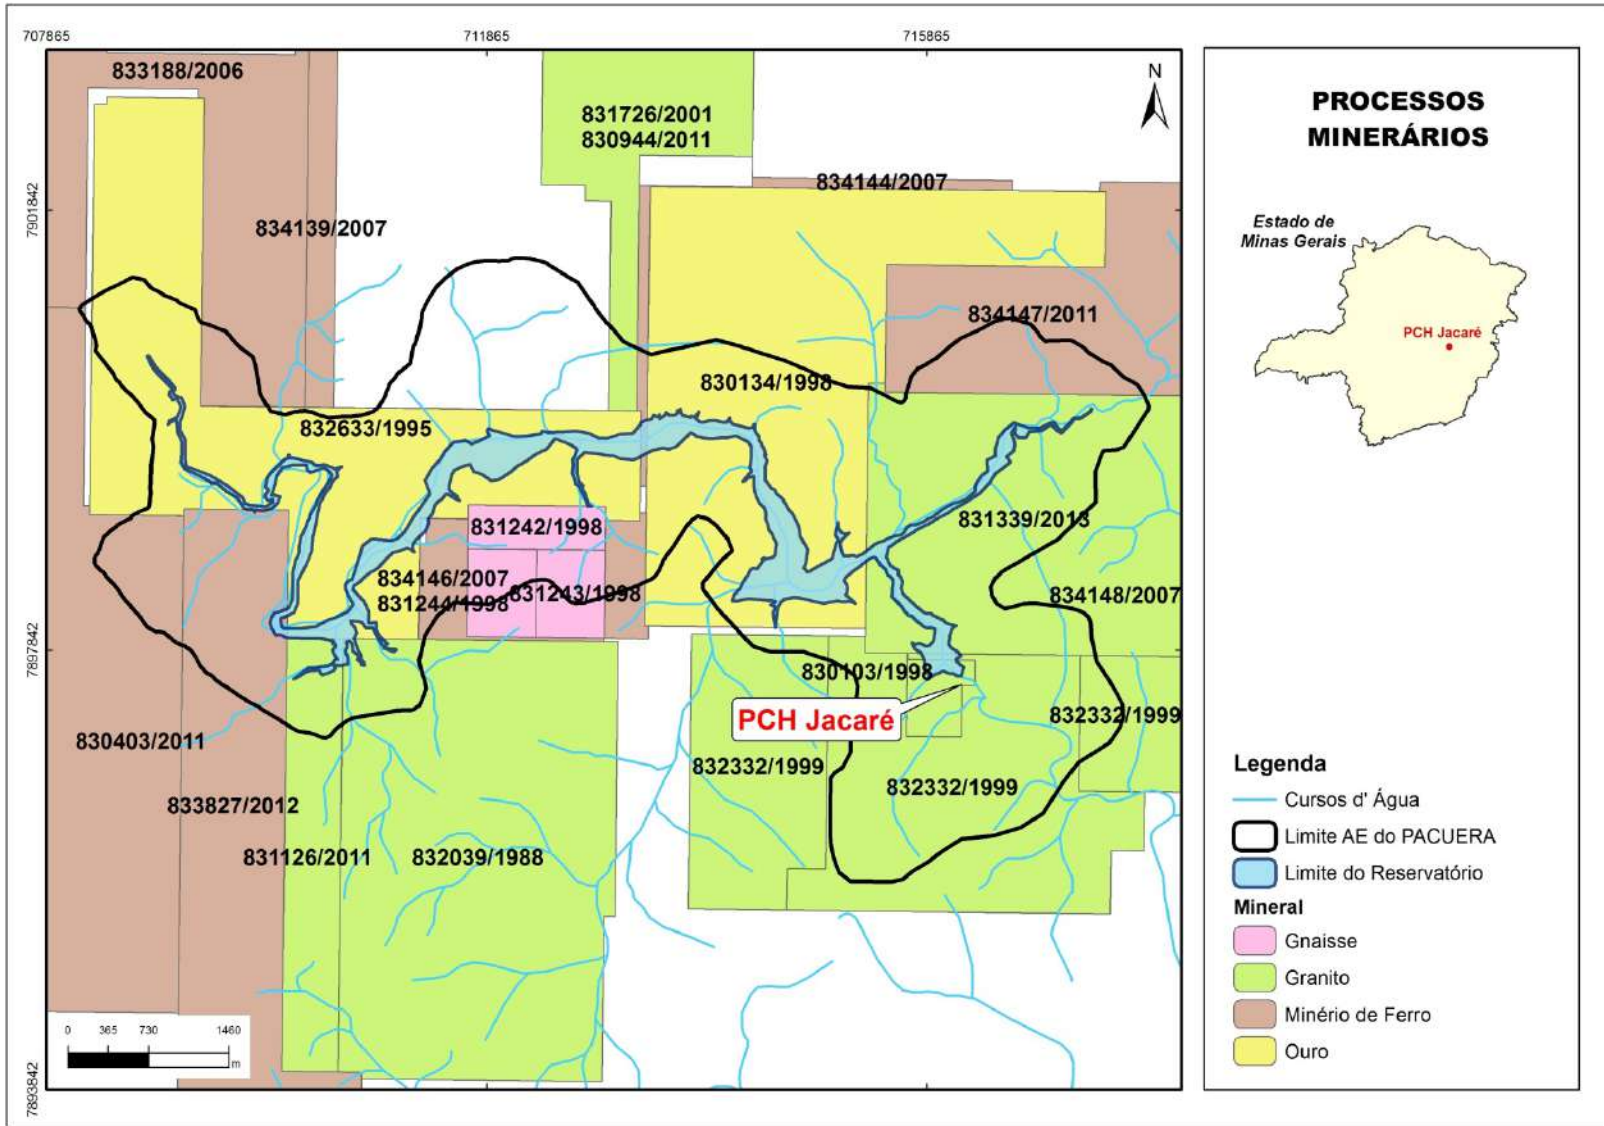 707865
711865
715865
7901842
7897842
7893842
833188/2006
831726/2001
830944/2011
834144/2007
834139/2007
834147/2011
830134/1998
832633/1995
831242/1998
831339/2013
834146/2007
831244/1998
831243/1998
834148/2007
830103/1998
PCH Jacaré
832332/1999
830403/2011
832332/1999
832332/1999
833827/2012
831126/2011
832039/1988
0 365 730 1460
m
N
PROCESSOS
MINERÁRIOS
Estado de
Minas Gerais
PCH Jacaré
Legenda
Cursos d' Água
Limite AE do PACUERA
Limite do Reservatório
Mineral
Gnaisse
Granito
Minério de Ferro
Ouro